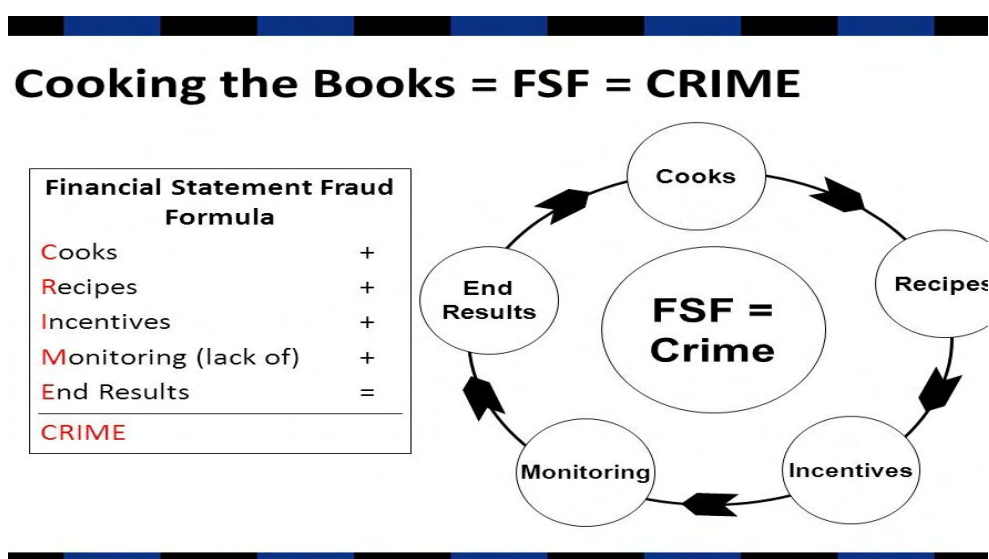 Cooking the Books = FSF = CRIME
Financial Statement Fraud
Formula
Cooks +
Recipes +
Incentives +
Monitoring (lack of) +
End Results =
CRIME
Cooks
Recipes
Incentives
Monitoring
End
Results
FSF =
Crime